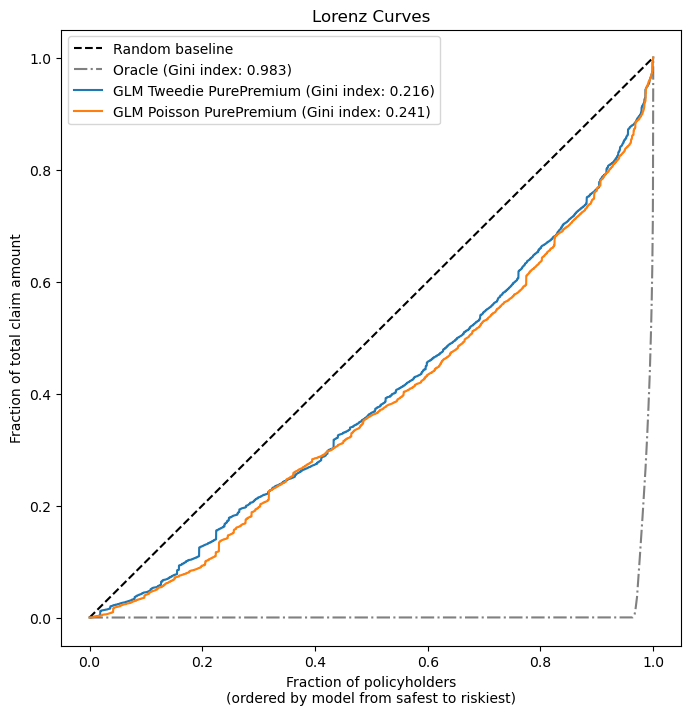 Lorenz Curves
Random baseline
Oracle (Gini index: 0.983)
GLM Tweedie PurePremium (Gini index: 0.216)
GLM Poisson PurePremium (Gini index: 0.241)
Fraction of total claim amount
1.0
0.8
0.6
0.4
0.2
0.0
0.0 0.2 0.4 0.6 0.8 1.0
Fraction of policyholders
(ordered by model from safest to riskiest)